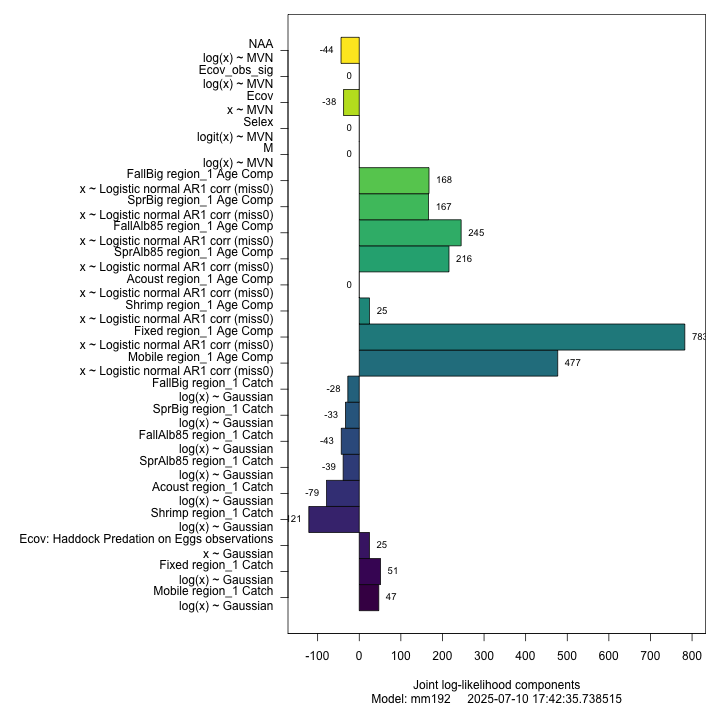 NAA
log(x) ~ MVN
-44
Ecov_obs_sig
log(x) ~ MVN
0
Ecov
x ~ MVN
-38
Selex
logit(x) ~ MVN
0
M
log(x) ~ MVN
0
FallBig region_1 Age Comp
x ~ Logistic normal AR1 corr (miss0)
168
SprBig region_1 Age Comp
x ~ Logistic normal AR1 corr (miss0)
167
FallAlb85 region_1 Age Comp
x ~ Logistic normal AR1 corr (miss0)
245
SprAlb85 region_1 Age Comp
x ~ Logistic normal AR1 corr (miss0)
216
Acoust region_1 Age Comp
x ~ Logistic normal AR1 corr (miss0)
0
Shrimp region_1 Age Comp
x ~ Logistic normal AR1 corr (miss0)
25
Fixed region_1 Age Comp
x ~ Logistic normal AR1 corr (miss0)
783
Mobile region_1 Age Comp
x ~ Logistic normal AR1 corr (miss0)
477
FallBig region_1 Catch
log(x) ~ Gaussian
-28
SprBig region_1 Catch
log(x) ~ Gaussian
-33
FallAlb85 region_1 Catch
log(x) ~ Gaussian
-43
SprAlb85 region_1 Catch
log(x) ~ Gaussian
-39
Acoust region_1 Catch
log(x) ~ Gaussian
-79
Shrimp region_1 Catch
log(x) ~ Gaussian
21
Ecov: Haddock Predation on Eggs observations
x ~ Gaussian
25
Fixed region_1 Catch
log(x) ~ Gaussian
51
Mobile region_1 Catch
log(x) ~ Gaussian
47
-100 0 100 200 300 400 500 600 700 800
Joint log-likelihood components
Model: mm192 2025-07-10 17:42:35.738515